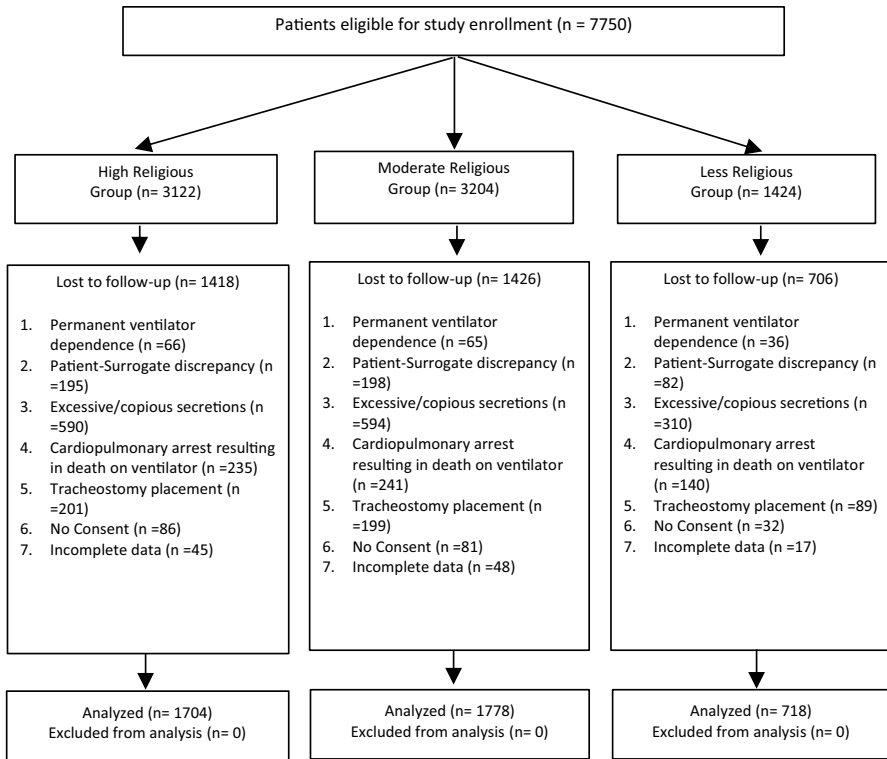 Patients eligible for study enrollment (n = 7750)
High Religious
Group (n= 3122)
Moderate Religious
Group (n= 3204)
Less Religious
Group (n= 1424)
Lost to follow-up (n= 1418)
1. Permanent ventilator
dependence (n =66)
2. Patient-Surrogate discrepancy (n
=195)
3. Excessive/copious secretions (n
=590)
4. Cardiopulmonary arrest resulting
in death on ventilator (n =235)
5. Tracheostomy placement (n
=201)
6. No Consent (n =86)
7. Incomplete data (n =45)
Lost to follow-up (n= 1426)
1. Permanent ventilator
dependence (n =65)
2. Patient-Surrogate discrepancy (n
=198)
3. Excessive/copious secretions (n
=594)
4. Cardiopulmonary arrest
resulting in death on ventilator
(n =241)
5. Tracheostomy placement (n
=199)
6. No Consent (n =81)
7. Incomplete data (n =48)
Lost to follow-up (n= 706)
1. Permanent ventilator
dependence (n =36)
2. Patient-Surrogate discrepancy (n
=82)
3. Excessive/copious secretions (n
=310)
4. Cardiopulmonary arrest
resulting in death on ventilator
(n =140)
5. Tracheostomy placement (n =89)
6. No Consent (n =32)
7. Incomplete data (n =17)
Analyzed (n= 1704)
Excluded from analysis (n= 0)
Analyzed (n= 1778)
Excluded from analysis (n= 0)
Analyzed (n= 718)
Excluded from analysis (n= 0)